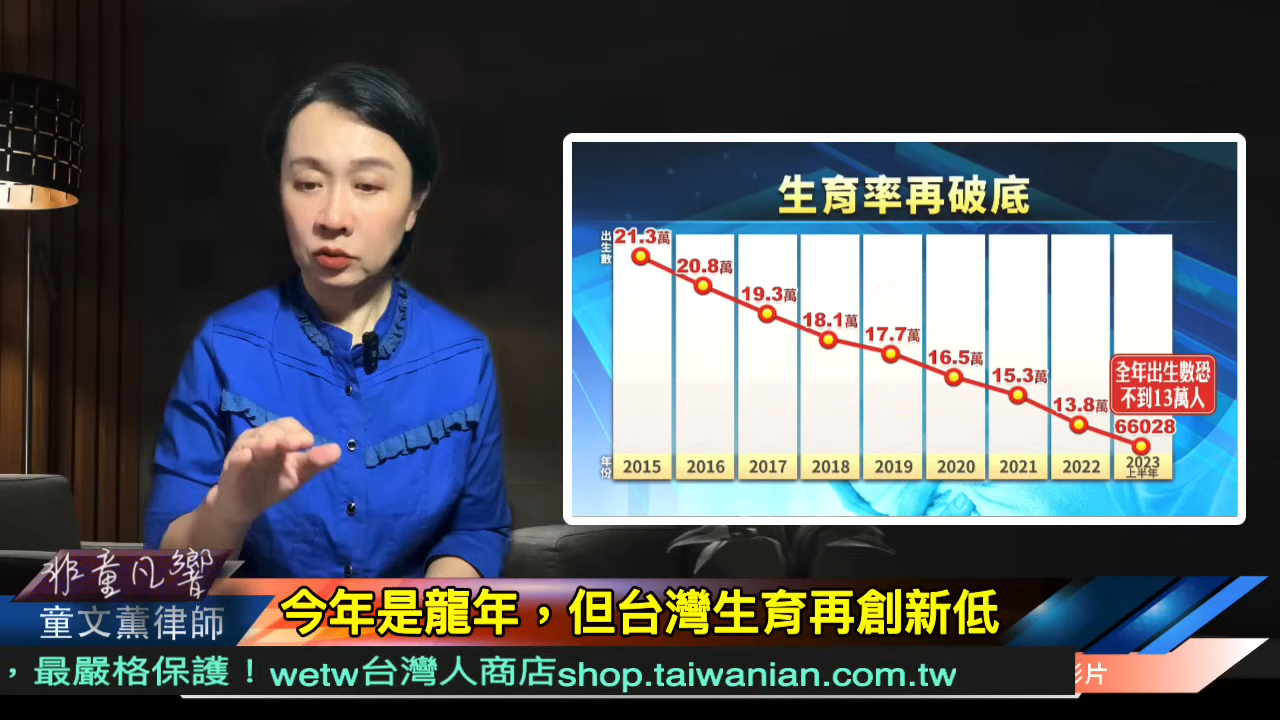 生育率再破底
出生數
21.3萬
20.8萬
19.3萬
18.1萬
17.7萬
16.5萬
15.3萬
13.8萬
全年出生數恐
不到13萬人
66028
年份
2015
2016
2017
2018
2019
2020
2021
2022
2023
上半年
非童凡響
童文薰律師
今年是龍年，但台灣生育再創新低
，最嚴格保護！wetw台灣人商店shop.taiwanian.com.tw
影片